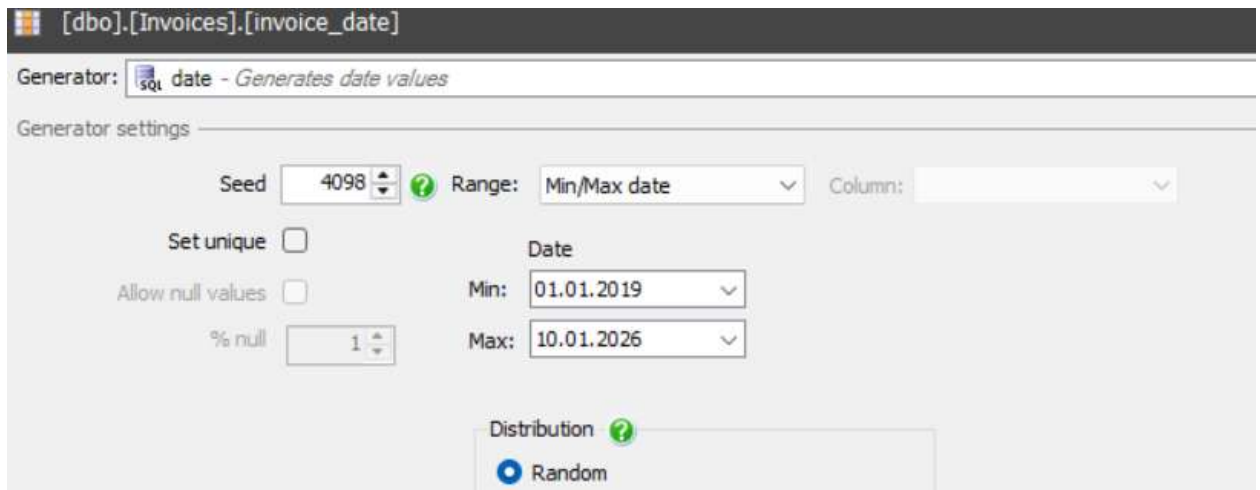 [dbo].[Invoices].[invoice_date]
Generator: SQL date - Generates date values
Generator settings
Seed 4098 ? Range: Min/Max date Column:
Set unique
Date
Allow null values Min: 01.01.2019
% null 1 Max: 10.01.2026
Distribution ?
Random